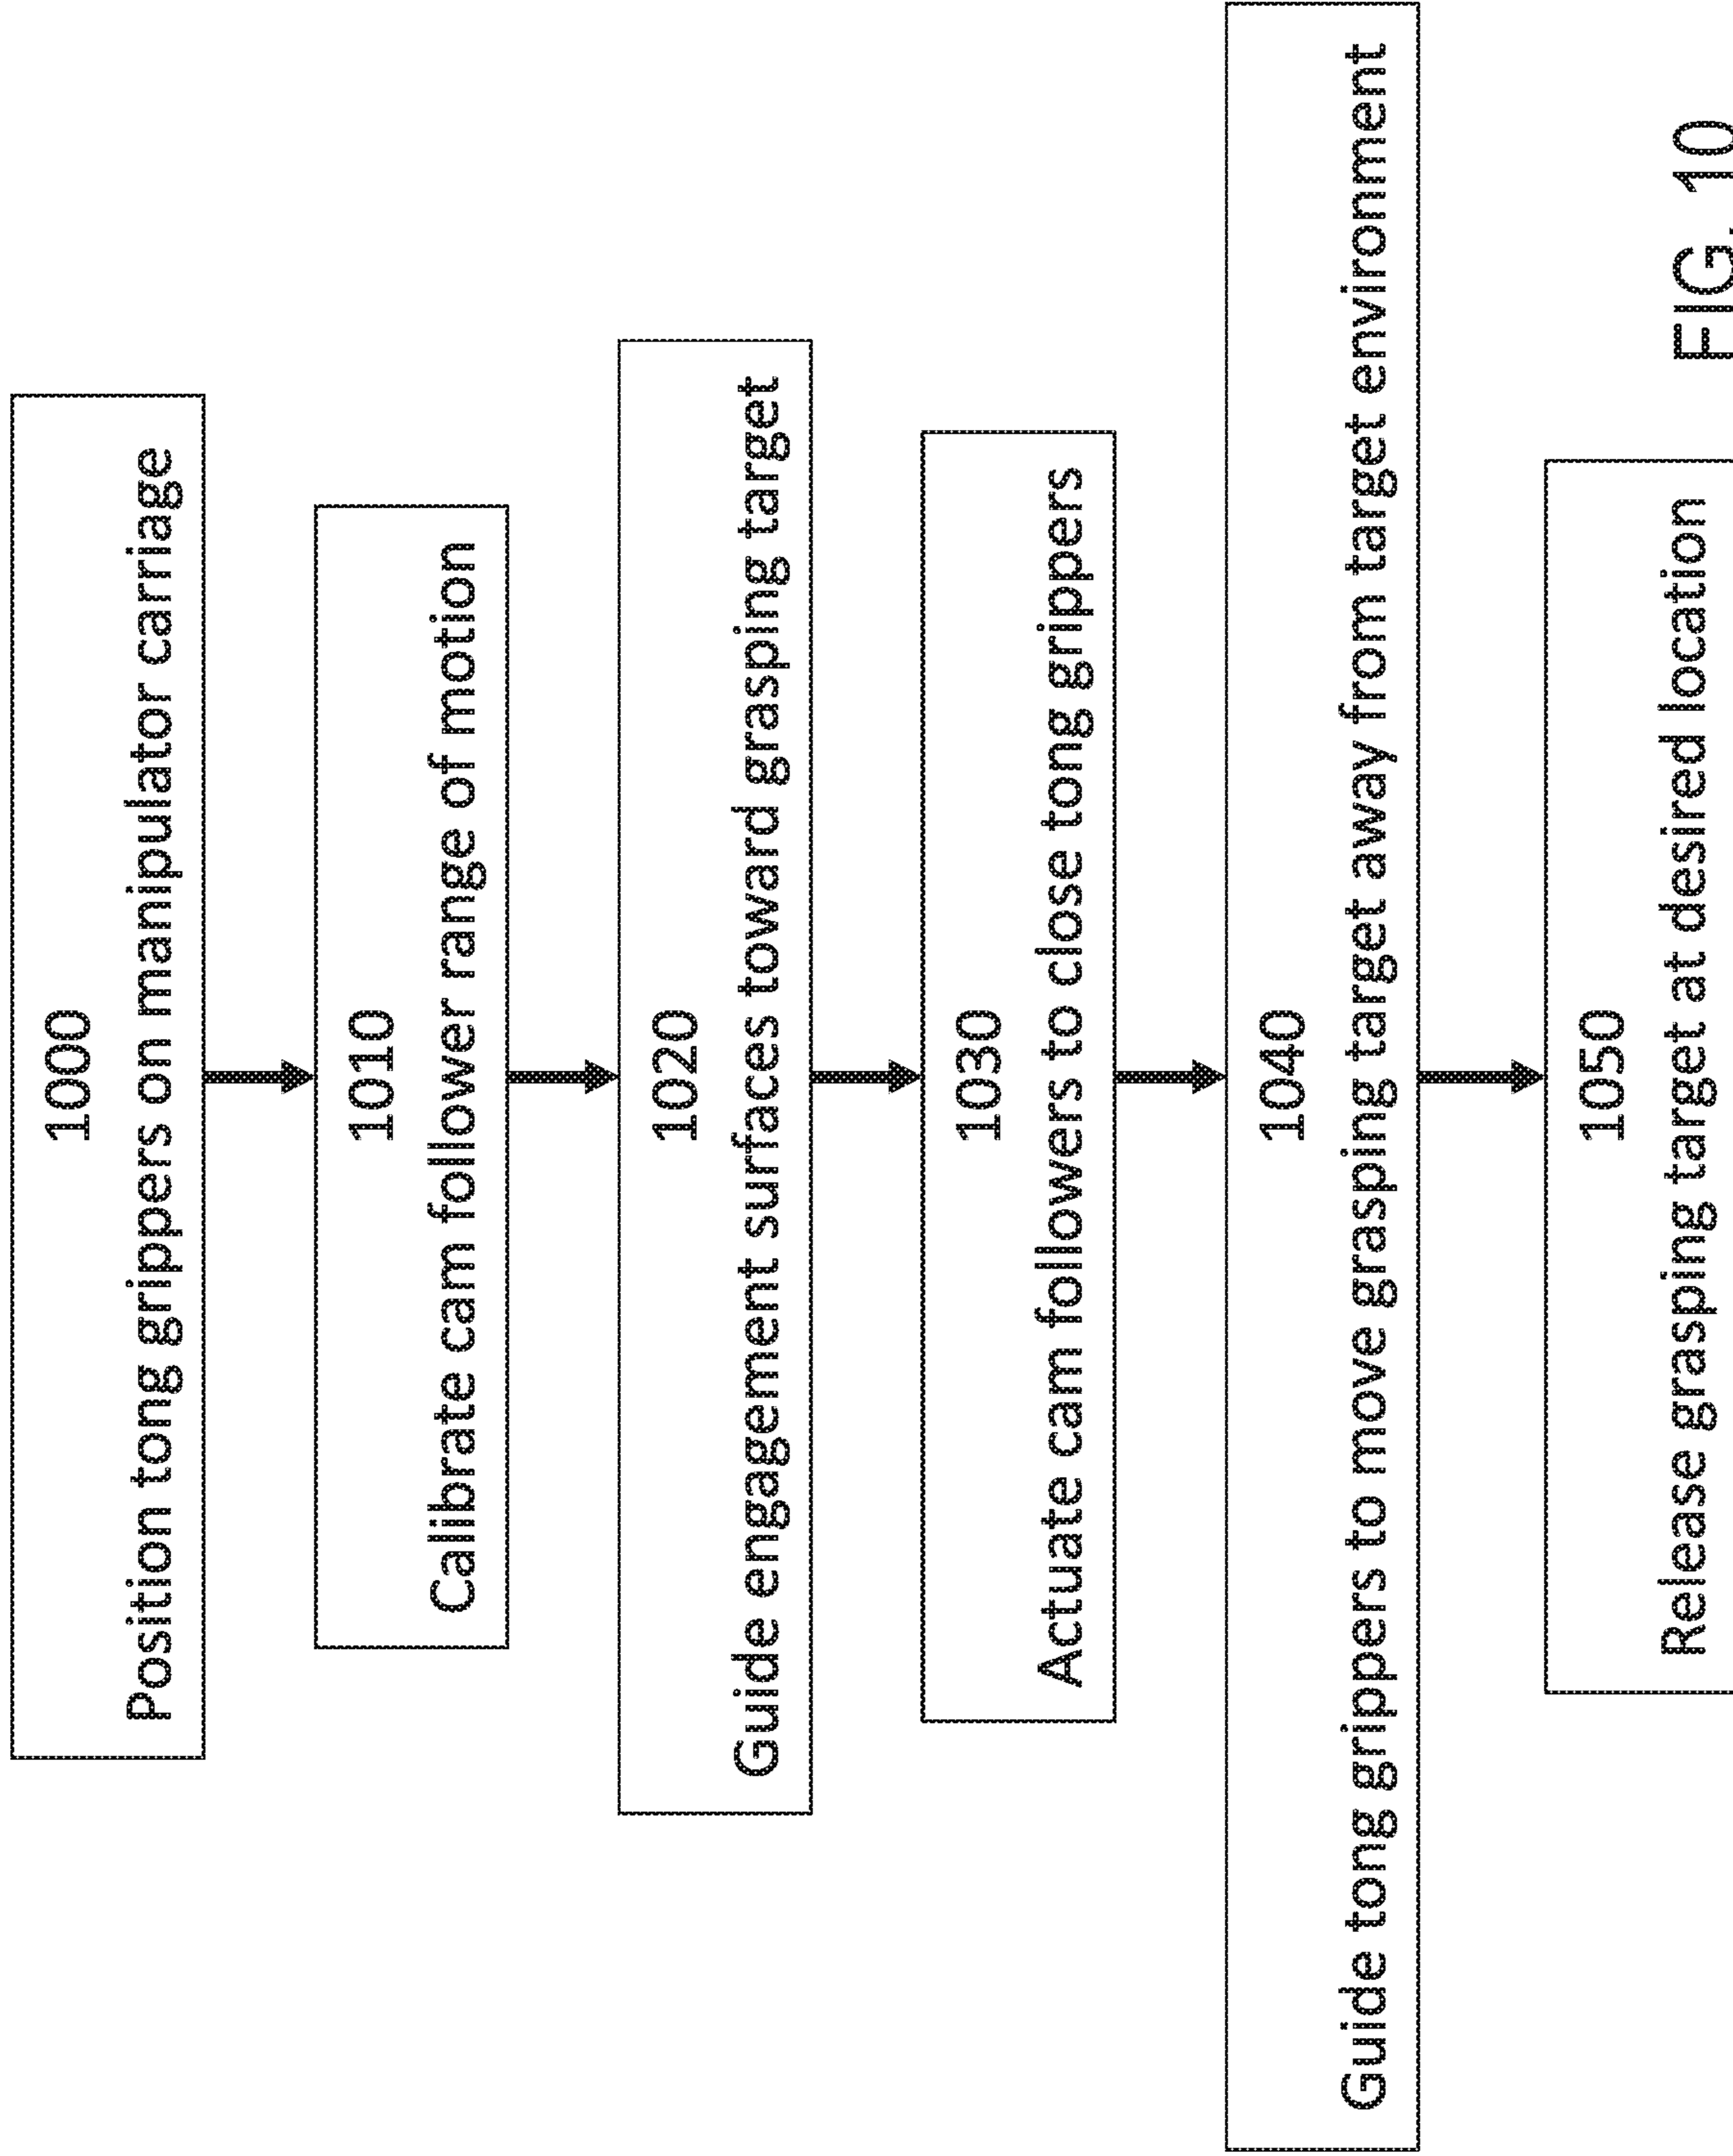 1000
Position tong grippers on manipulator carriage
1010
Calibrate cam follower range of motion
1020
Guide engagement surfaces toward grasping target
1030
Actuate cam followers to close tong grippers
1040
Guide tong grippers to move grasping target away from target environment
1050
Release grasping target at desired location
FIG. 10